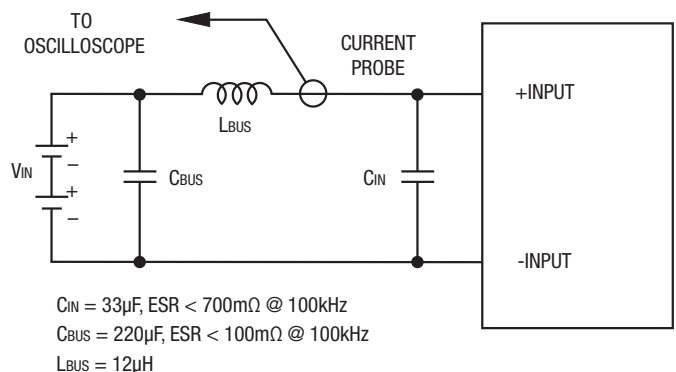 TO
OSCILLOSCOPE
CURRENT
PROBE
+INPUT
LBUS
VIN
+
–
+
–
CBUS
CIN
-INPUT
CIN = 33µF, ESR < 700mΩ @ 100kHz
CBUS = 220µF, ESR < 100mΩ @ 100kHz
LBUS = 12µH